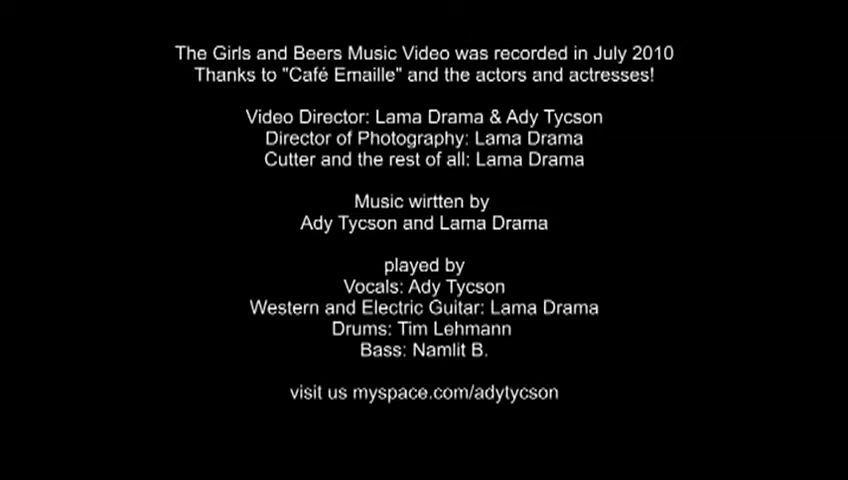 The Girls and Beers Music Video was recorded in July 2010
Thanks to "Café Emaille" and the actors and actresses!
Video Director: Lama Drama & Ady Tycson
Director of Photography: Lama Drama
Cutter and the rest of all: Lama Drama
Music wirtten by
Ady Tycson and Lama Drama
played by
Vocals: Ady Tycson
Western and Electric Guitar: Lama Drama
Drums: Tim Lehmann
Bass: Namlit B.
visit us myspace.com/adytycson